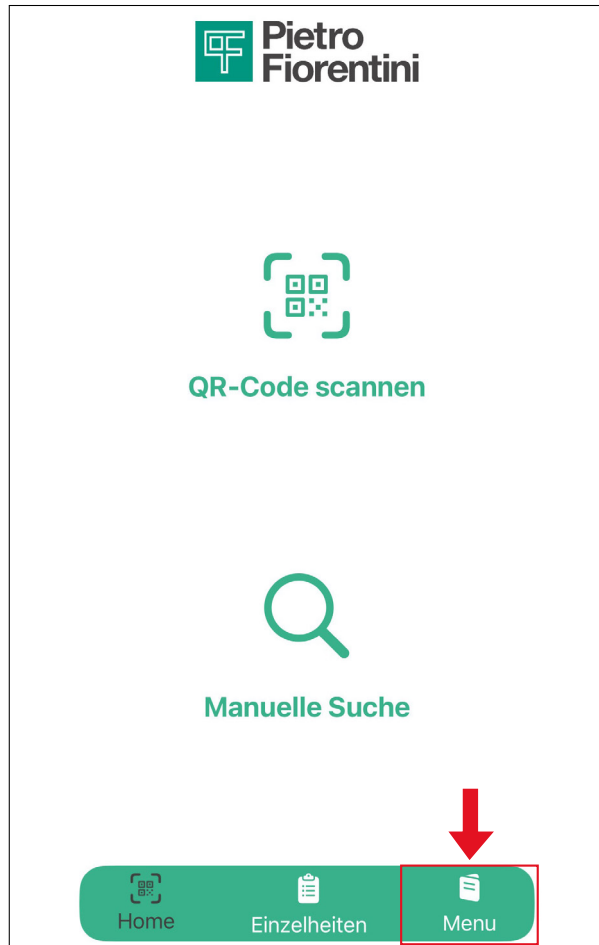 Pietro
Fiorentini
QR-Code scannen
Manuelle Suche
Home
Einzelheiten
Menu